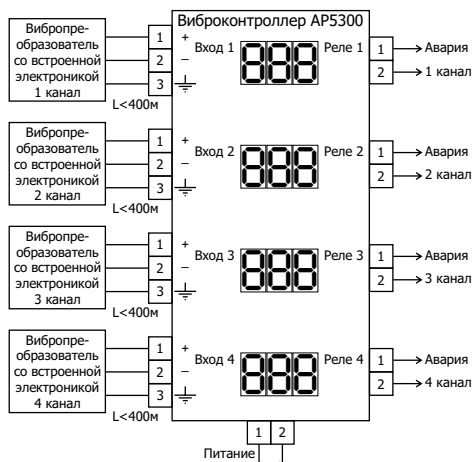 Виброконтроллер АР5300
Вибропре-
образователь
со встроенной
электроникой
1 канал
1
2
3
+
–
L<400м
Вход 1
888
Реле 1
1
2
Авария
1 канал
Вибропре-
образователь
со встроенной
электроникой
2 канал
1
2
3
+
–
L<400м
Вход 2
888
Реле 2
1
2
Авария
2 канал
Вибропре-
образователь
со встроенной
электроникой
3 канал
1
2
3
+
–
L<400м
Вход 3
888
Реле 3
1
2
Авария
3 канал
Вибропре-
образователь
со встроенной
электроникой
4 канал
1
2
3
+
–
L<400м
Вход 4
888
Реле 4
1
2
Авария
4 канал
1 2
Питание